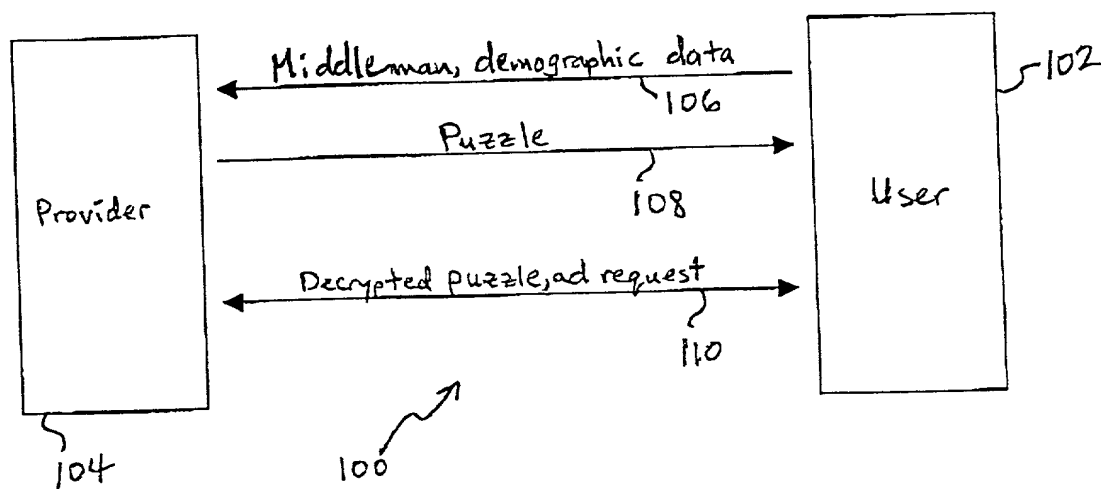 Middleman, demographic data
102
106
Puzzle
Provider
User
108
Decrypted puzzle, ad request
110
100
104